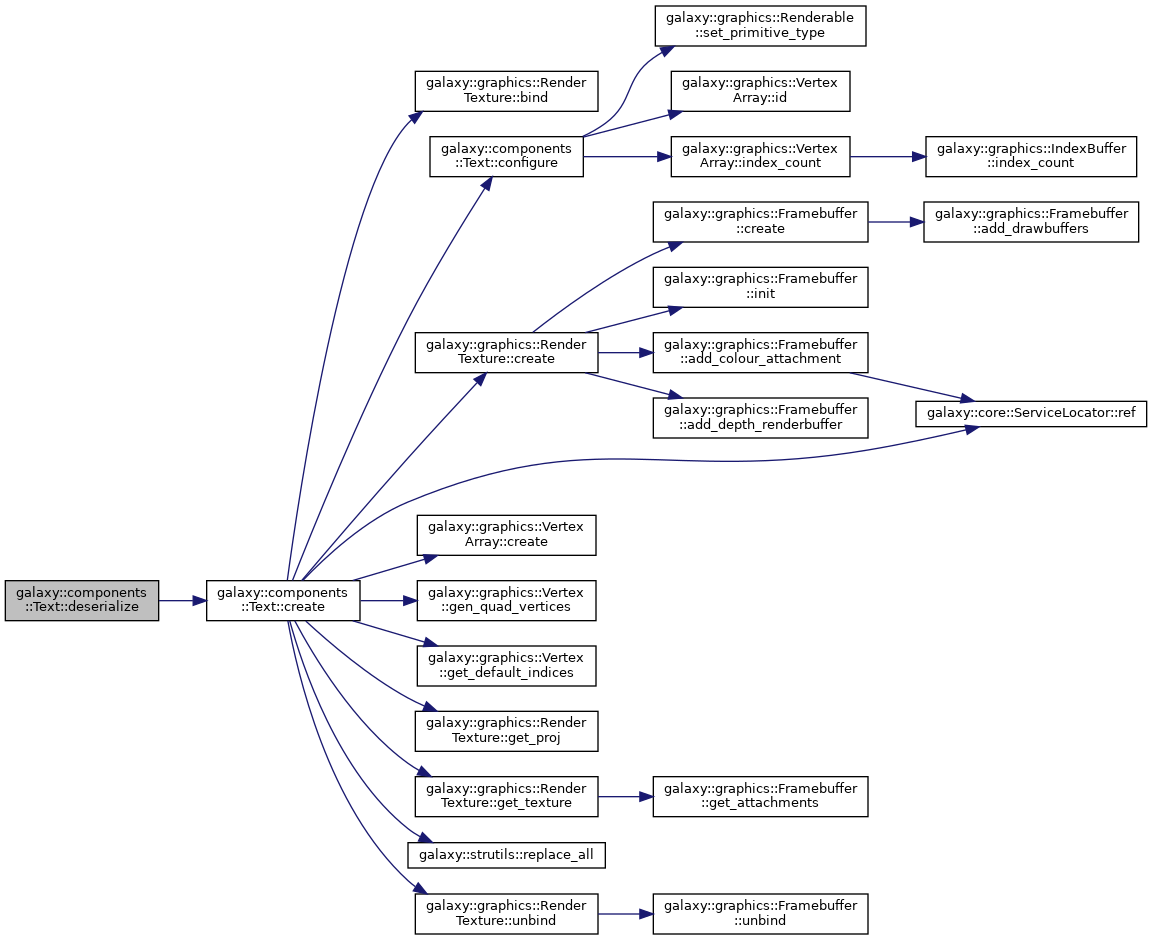 galaxy::graphics::Renderable
::set_primitive_type
galaxy::graphics::Render
Texture::bind
galaxy::graphics::Vertex
Array::id
galaxy::components
::Text::configure
galaxy::graphics::Vertex
Array::index_count
galaxy::graphics::IndexBuffer
::index_count
galaxy::graphics::Framebuffer
::create
galaxy::graphics::Framebuffer
::add_drawbuffers
galaxy::graphics::Framebuffer
::init
galaxy::graphics::Render
Texture::create
galaxy::graphics::Framebuffer
::add_colour_attachment
galaxy::graphics::Framebuffer
::add_depth_renderbuffer
galaxy::core::ServiceLocator::ref
galaxy::graphics::Vertex
Array::create
galaxy::components
::Text::deserialize
galaxy::components
::Text::create
galaxy::graphics::Vertex
::gen_quad_vertices
galaxy::graphics::Vertex
::get_default_indices
galaxy::graphics::Render
Texture::get_proj
galaxy::graphics::Render
Texture::get_texture
galaxy::graphics::Framebuffer
::get_attachments
galaxy::strutils::replace_all
galaxy::graphics::Render
Texture::unbind
galaxy::graphics::Framebuffer
::unbind